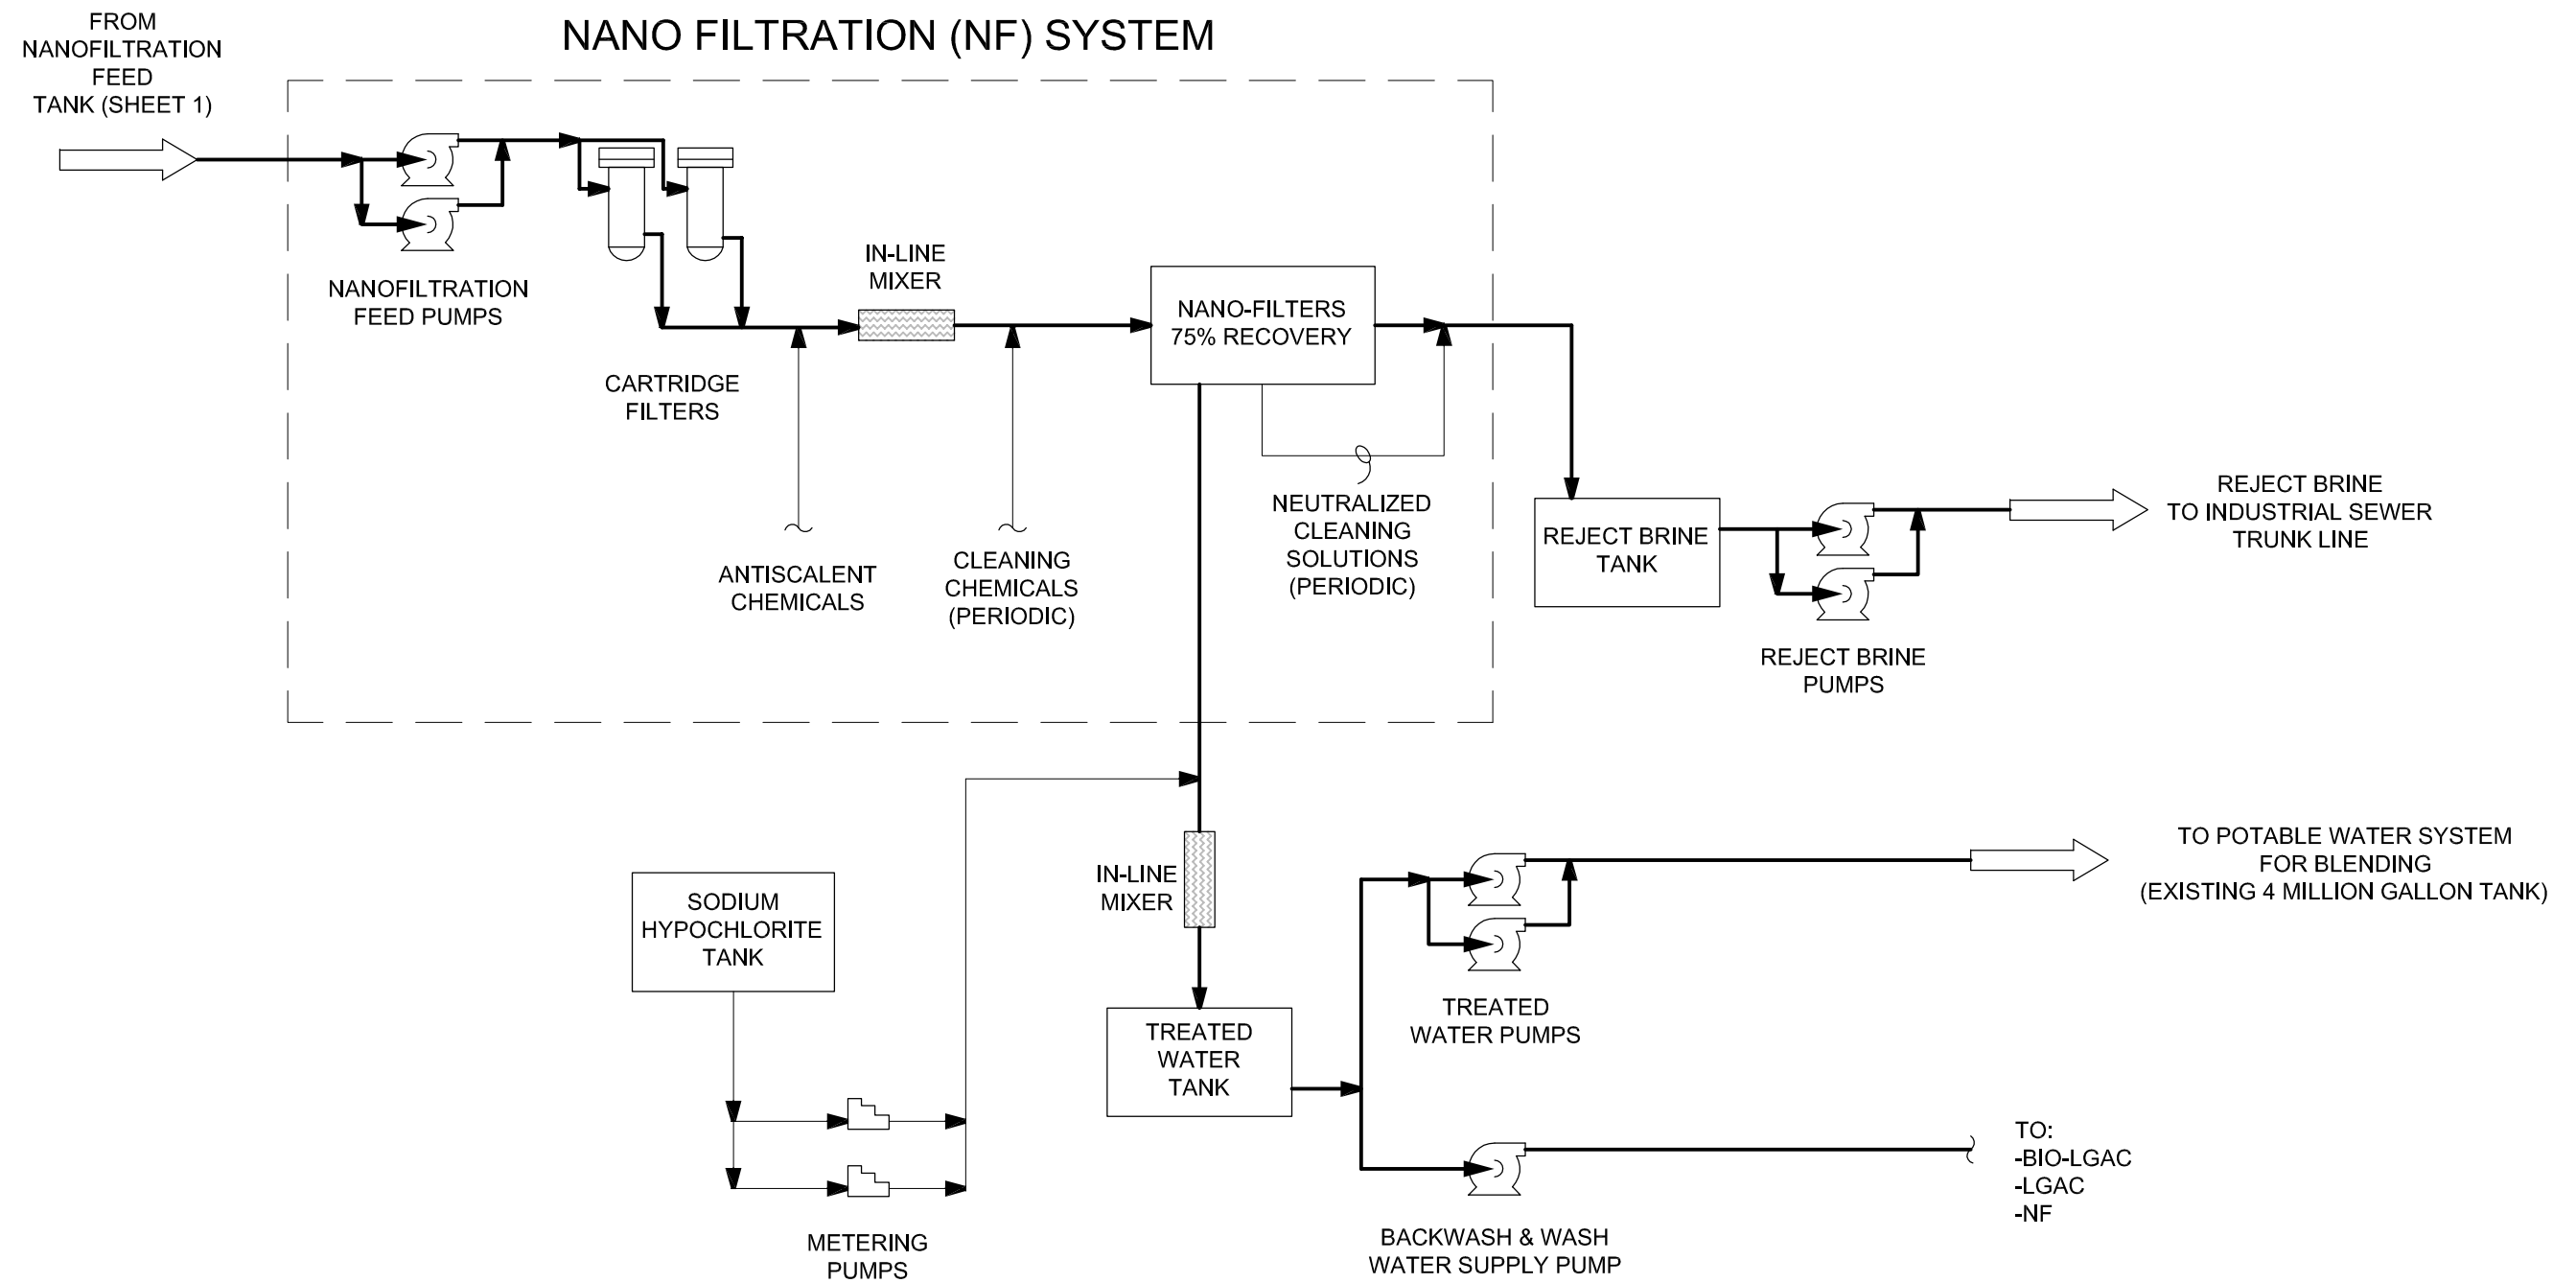 FROM
NANOFILTRATION
FEED
TANK (SHEET 1)
NANO FILTRATION (NF) SYSTEM
NANOFILTRATION
FEED PUMPS
CARTRIDGE
FILTERS
IN-LINE
MIXER
ANTISCALENT
CHEMICALS
CLEANING
CHEMICALS
(PERIODIC)
NANO-FILTERS
75% RECOVERY
NEUTRALIZED
CLEANING
SOLUTIONS
(PERIODIC)
REJECT BRINE
TANK
REJECT BRINE
PUMPS
REJECT BRINE
TO INDUSTRIAL SEWER
TRUNK LINE
SODIUM
HYPOCHLORITE
TANK
METERING
PUMPS
IN-LINE
MIXER
TREATED
WATER
TANK
TREATED
WATER PUMPS
TO POTABLE WATER SYSTEM
FOR BLENDING
(EXISTING 4 MILLION GALLON TANK)
BACKWASH & WASH
WATER SUPPLY PUMP
TO:
-BIO-LGAC
-LGAC
-NF